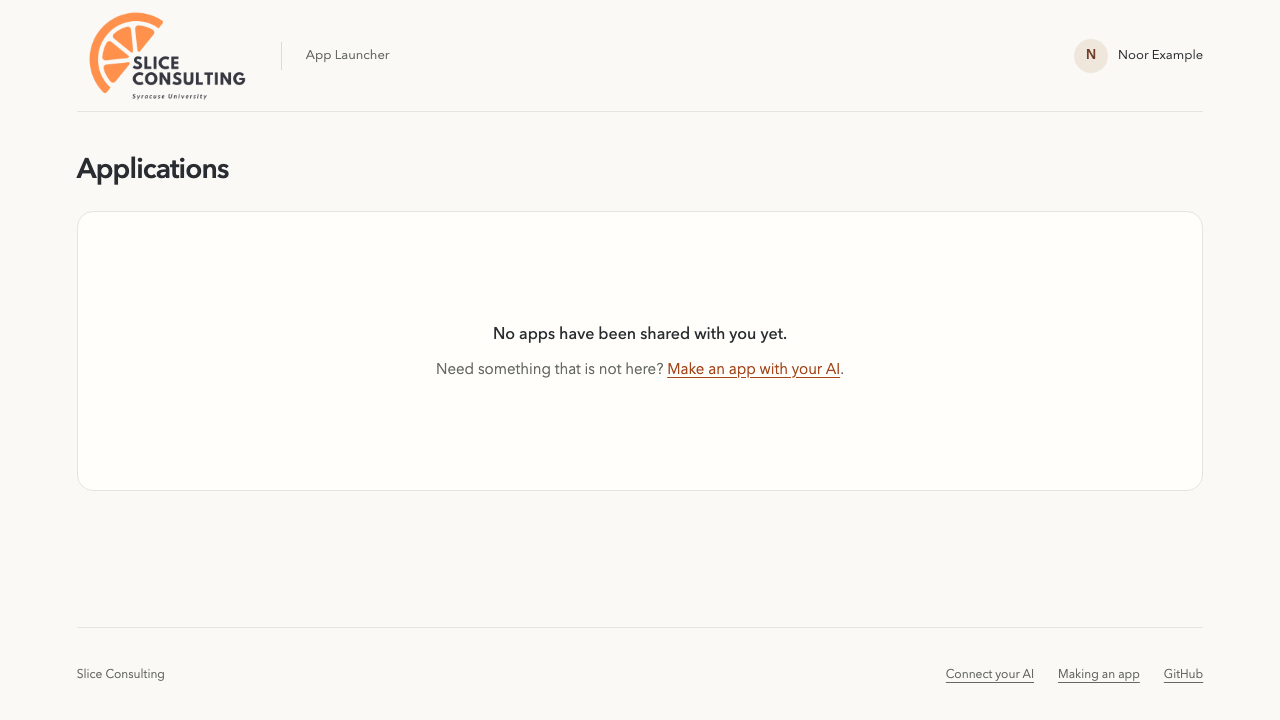 SLICE
CONSULTING
Syracuse University
App Launcher
N
Noor Example
Applications
No apps have been shared with you yet.
Need something that is not here? Make an app with your AI.
Slice Consulting
Connect your AI
Making an app
GitHub